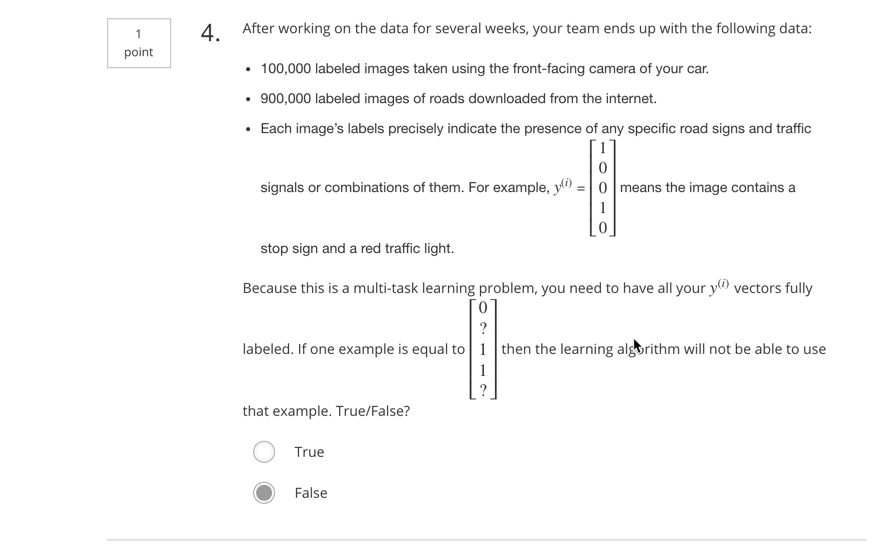 1
point
4.
After working on the data for several weeks, your team ends up with the following data:
• 100,000 labeled images taken using the front-facing camera of your car.
• 900,000 labeled images of roads downloaded from the internet.
• Each image's labels precisely indicate the presence of any specific road signs and traffic
signals or combinations of them. For example, y(i) = [1 0 0 1 0] means the image contains a
stop sign and a red traffic light.
Because this is a multi-task learning problem, you need to have all your y(i) vectors fully
labeled. If one example is equal to [0 ? 1 1 ?] then the learning algorithm will not be able to use
that example. True/False?
True
False